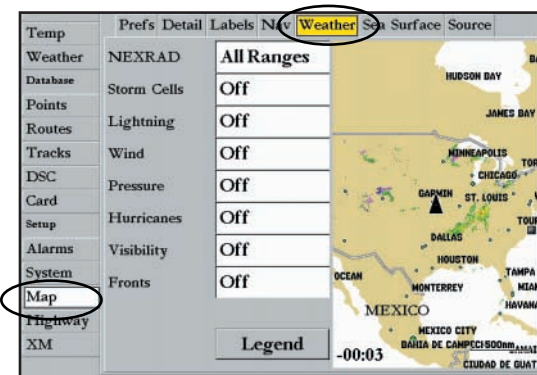 Prefs Detail Labels Nav Weather Sea Surface Source
Temp
Weather
Database
Points
Routes
Tracks
DSC
Card
Setup
Alarms
System
Map
Highway
XM
NEXRAD All Ranges
Storm Cells Off
Lightning Off
Wind Off
Pressure Off
Hurricanes Off
Visibility Off
Fronts Off
Legend
HUDSON BAY
JAMES BAY
MINNEAPOLIS
CHICAGO
GARMIN
ST. LOUIS
DALLAS
HOUSTON
OCEAN
MONTERREY
TAMPA
MIAM
HAVANA
MEXICO
MEXICO CITY
BAHIA DE CAMPEC
500nm
-00:03
CIUDAD DE GUAT